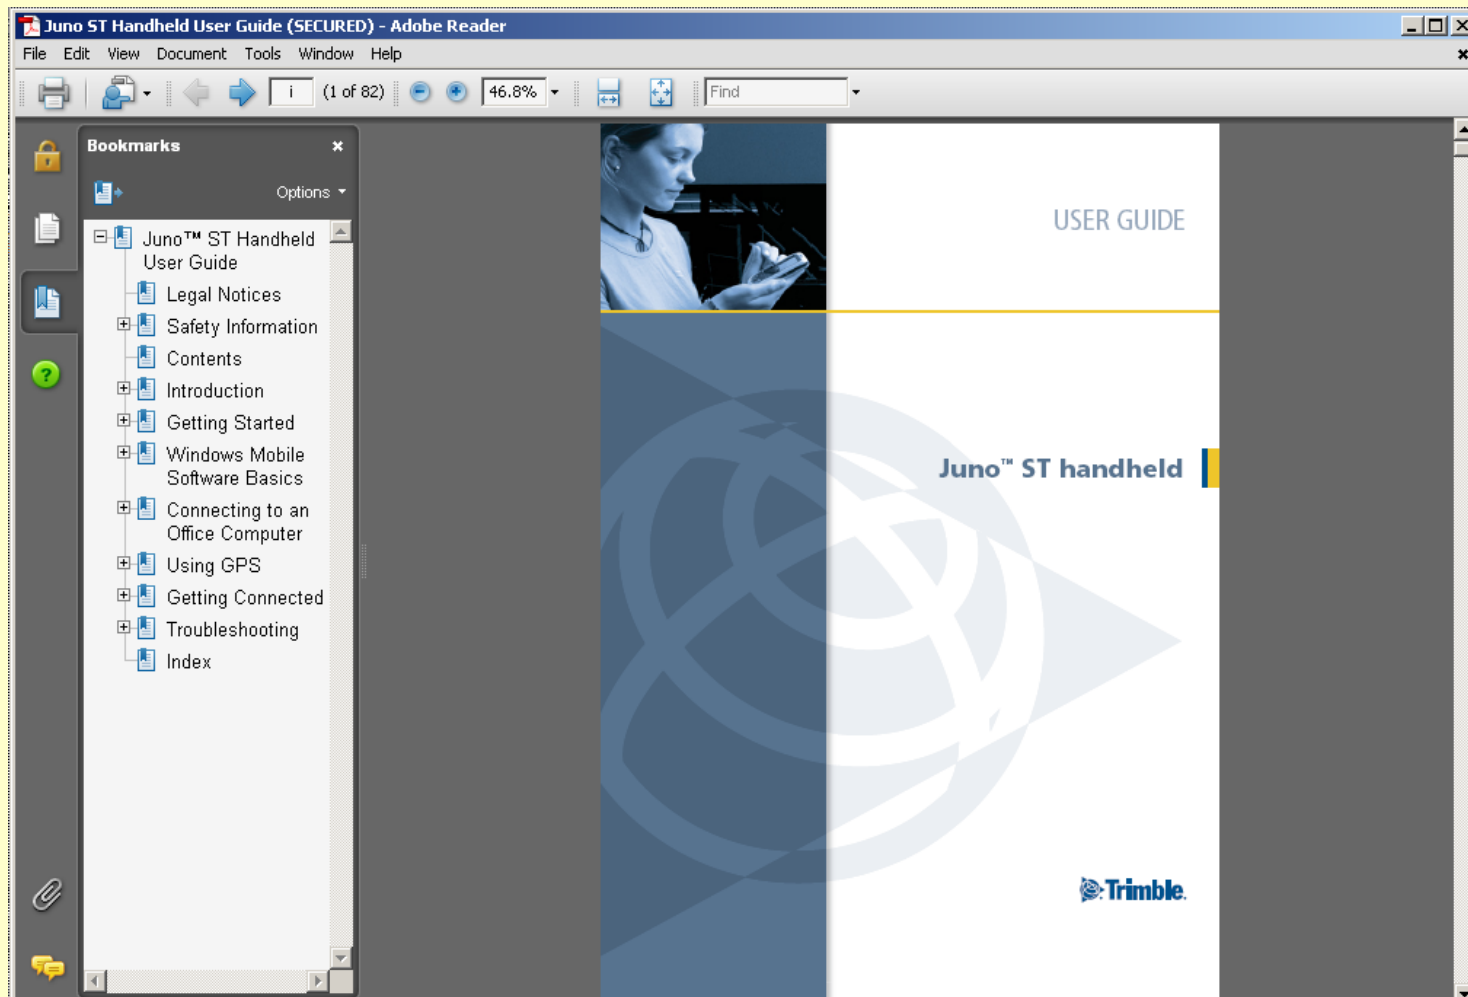 Juno ST Handheld User Guide (SECURED) - Adobe Reader
File Edit View Document Tools Window Help
i (1 of 82) 46.8% Find
Bookmarks
Options
Juno™ ST Handheld
User Guide
Legal Notices
Safety Information
Contents
Introduction
Getting Started
Windows Mobile
Software Basics
Connecting to an
Office Computer
Using GPS
Getting Connected
Troubleshooting
Index
USER GUIDE
Juno™ ST handheld
Trimble.